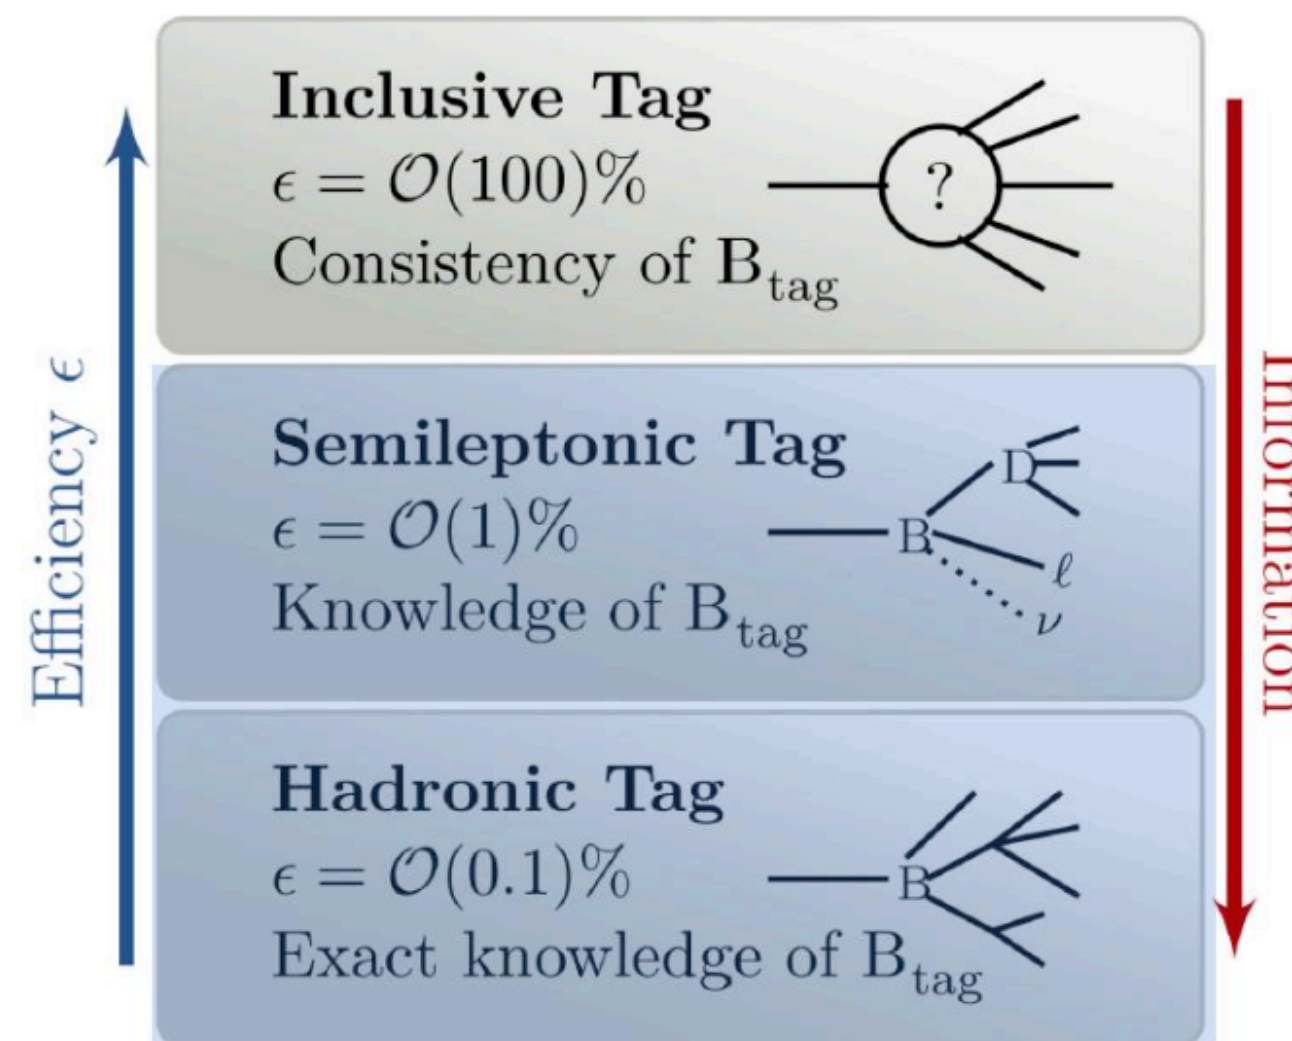 Inclusive Tag
ϵ = 𝒪(100)%
Consistency of B_tag
?
Semileptonic Tag
ϵ = 𝒪(1)%
Knowledge of B_tag
D
B
ℓ
ν
Hadronic Tag
ϵ = 𝒪(0.1)%
Exact knowledge of B_tag
B
Efficiency ϵ
Information